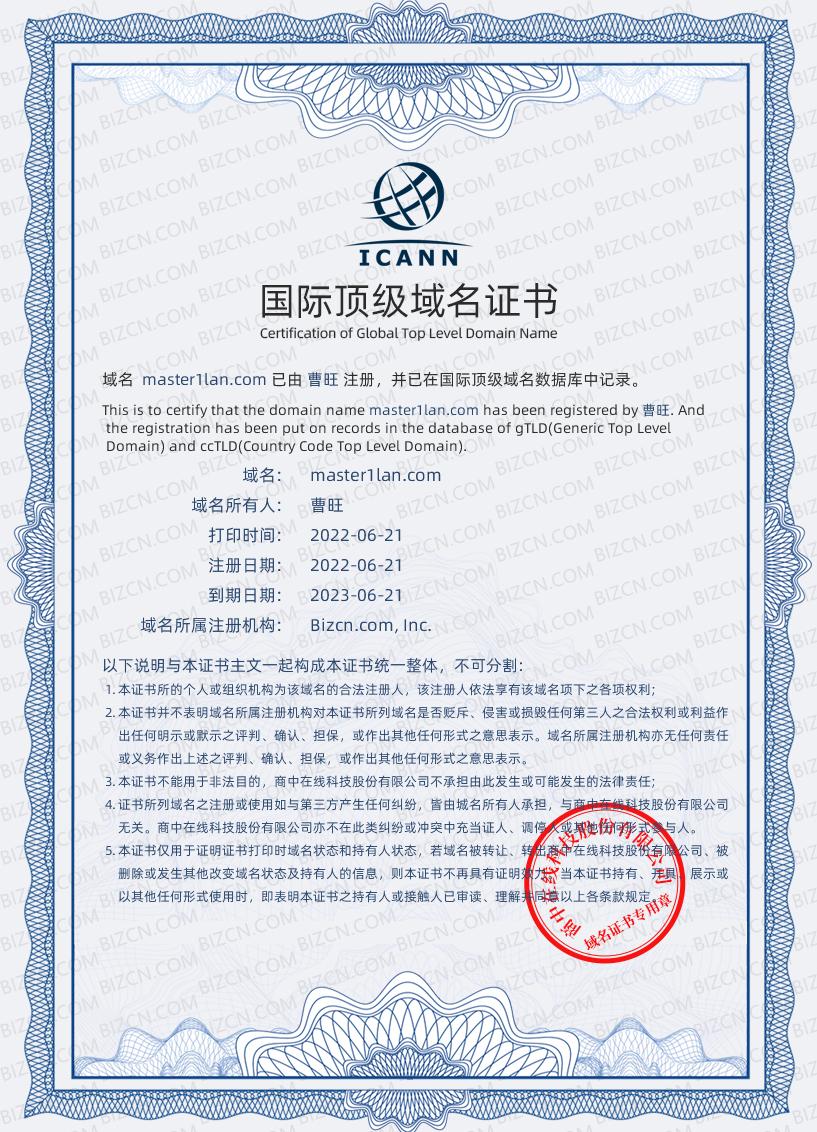 ICANN
国际顶级域名证书
Certification of Global Top Level Domain Name
域名 master1lan.com 已由 曹旺 注册，并已在国际顶级域名数据库中记录。
This is to certify that the domain name master1lan.com has been registered by 曹旺. And
the registration has been put on records in the database of gTLD(Generic Top Level
Domain) and ccTLD(Country Code Top Level Domain).
域名： master1lan.com
域名所有人： 曹旺
打印时间： 2022-06-21
注册日期： 2022-06-21
到期日期： 2023-06-21
域名所属注册机构： Bizcn.com, Inc.
以下说明与本证书主文一起构成本证书统一整体，不可分割：
1. 本证书所的个人或组织机构为该域名的合法注册人，该注册人依法享有该域名项下之各项权利；
2. 本证书并不表明域名所属注册机构对本证书所列域名是否贬斥、侵害或损毁任何第三人之合法权利或利益作
出任何明示或默示之评判、确认、担保，或作出其他任何形式之意思表示。域名所属注册机构亦无任何责任
或义务作出上述之评判、确认、担保，或作出其他任何形式之意思表示。
3. 本证书不能用于非法目的，商中在线科技股份有限公司不承担由此发生或可能发生的法律责任；
4. 证书所列域名之注册或使用如与第三方产生任何纠纷，皆由域名所有人承担，与商中在线科技股份有限公司
无关。商中在线科技股份有限公司亦不在此类纠纷或冲突中充当证人、调停人或其他任何形式参与人。
5. 本证书仅用于证明证书打印时域名状态和持有人状态，若域名被转让、转出商中在线科技股份有限公司、被
删除或发生其他改变域名状态及持有人的信息，则本证书不再具有证明效力。当本证书持有、开具、展示或
以其他任何形式使用时，即表明本证书之持有人或接触人已审读、理解并同意以上各条款规定。
商中在线科技股份有限公司
域名证书专用章
BIZCN.COM